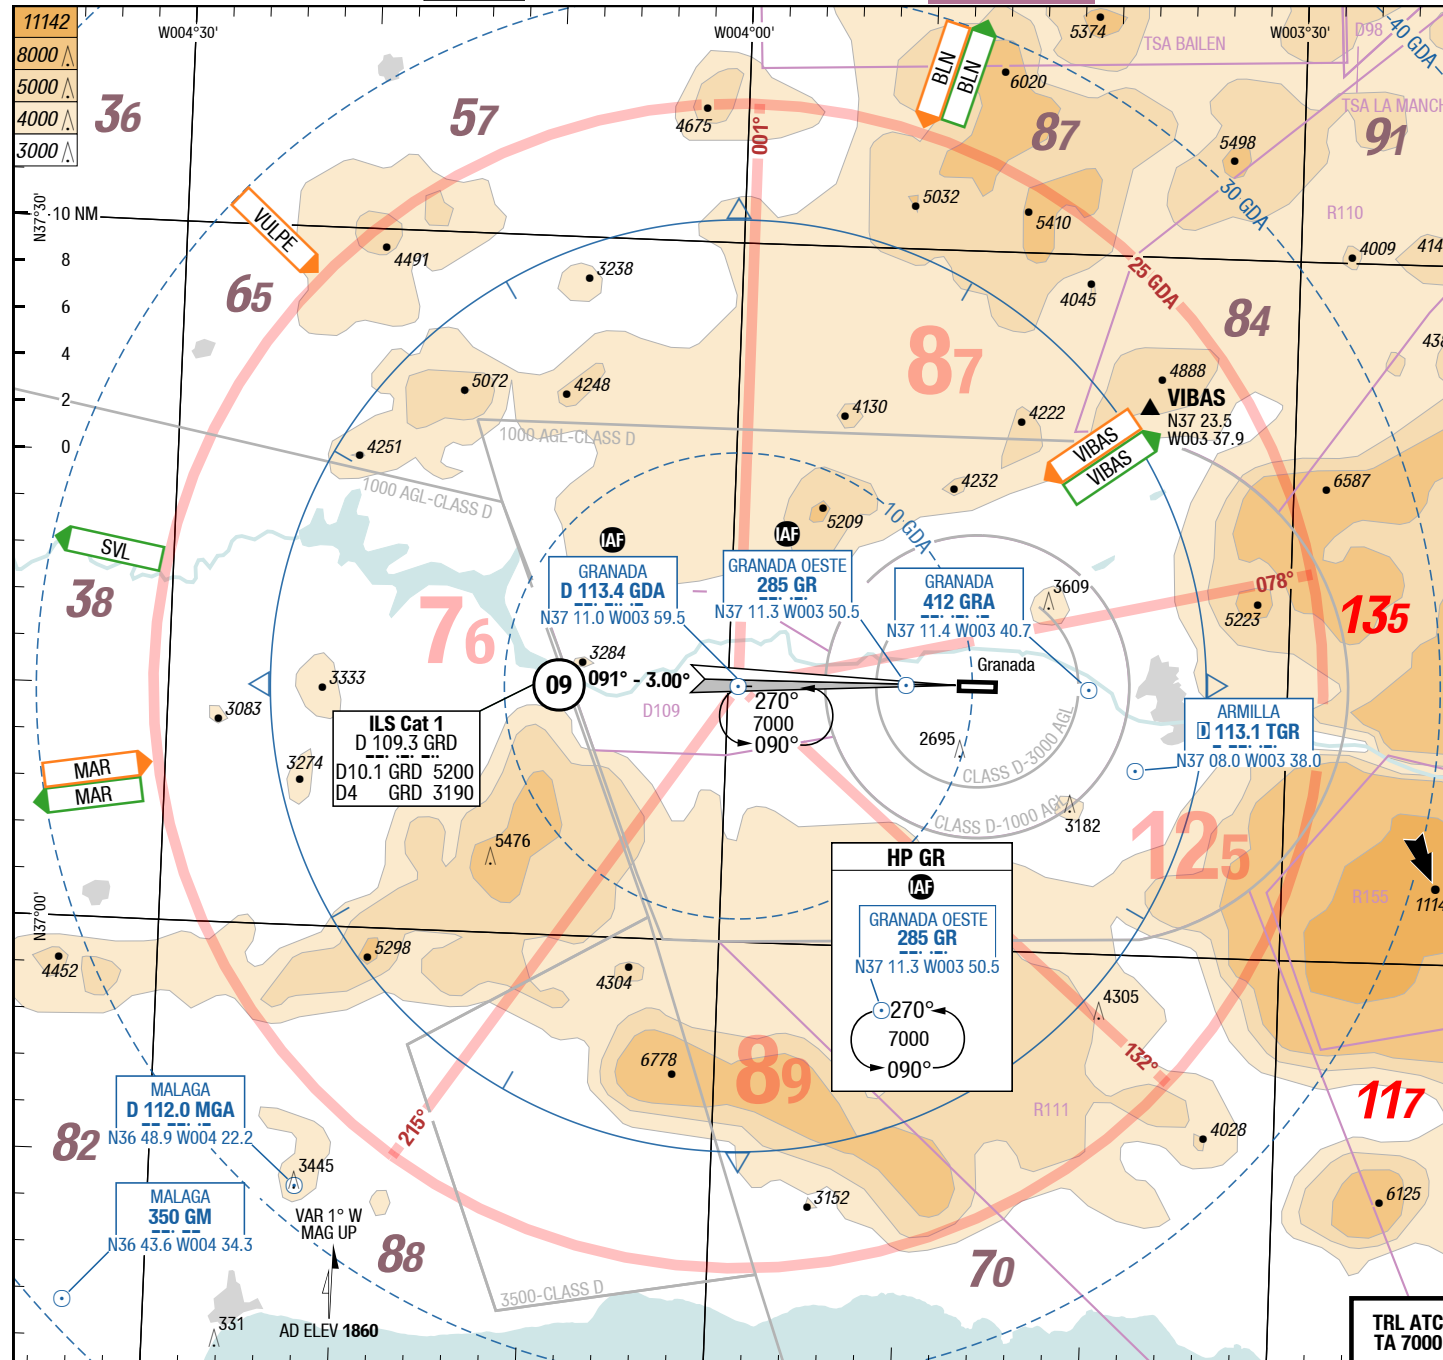 11142
8000
5000
4000
3000
W004°30'
W004°00'
W003°30'
36
57
87
91
4675
001°
BLN
BLN
5374
6020
TSA BAILEN
D98
40 GDA
TSA LA MANCH
5498
30 GDA
R110
N37°30'
10 NM
8
6
4
2
0
VULPE
4491
65
3238
5032
5410
4009
414
4045
25 GDA
84
438
87
5072
4248
4130
4222
4888
VIBAS
N37 23.5
W003 37.9
VIBAS
VIBAS
1000 AGL-CLASS D
4251
1000 AGL-CLASS D
4232
6587
5209
10 GDA
SVL
38
IAF
GRANADA
D 113.4 GDA
N37 11.0 W003 59.5
IAF
GRANADA OESTE
285 GR
N37 11.3 W003 50.5
GRANADA
412 GRA
N37 11.4 W003 40.7
3609
078°
5223
135
76
3284
09
091° - 3.00°
D109
270°
7000
090°
Granada
3333
3083
3274
ILS Cat 1
D 109.3 GRD
D10.1 GRD 5200
D4 GRD 3190
2695
CLASS D-3000 AGL
CLASS D-1000 AGL
3182
ARMILLA
D 113.1 TGR
N37 08.0 W003 38.0
MAR
MAR
5476
125
R155
1114
HP GR
IAF
GRANADA OESTE
285 GR
N37 11.3 W003 50.5
270°
7000
090°
N37°00'
4452
5298
4304
4305
6778
89
132°
R111
117
MALAGA
D 112.0 MGA
N36 48.9 W004 22.2
215°
82
3445
4028
MALAGA
350 GM
N36 43.6 W004 34.3
VAR 1° W
MAG UP
88
3152
6125
70
3500-CLASS D
331
AD ELEV 1860
TRL ATC
TA 7000